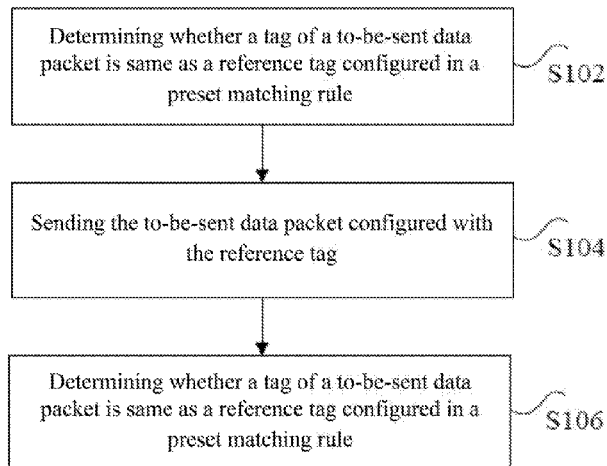 Determining whether a tag of a to-be-sent data
packet is same as a reference tag configured in a
preset matching rule
S102
Sending the to-be-sent data packet configured with
the reference tag
S104
Determining whether a tag of a to-be-sent data
packet is same as a reference tag configured in a
preset matching rule
S106